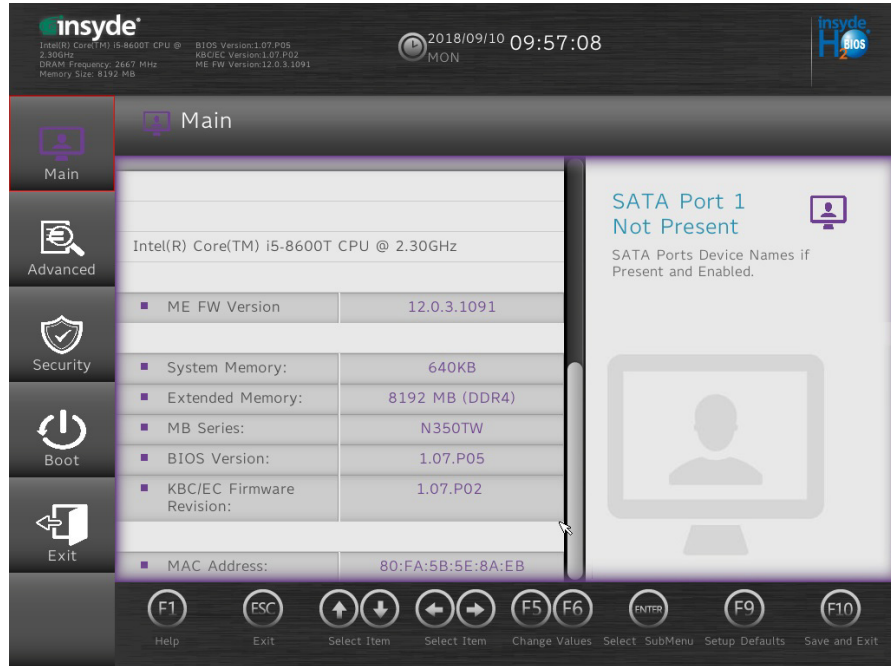 insyde®
Intel(R) Core(TM) i5-8600T CPU @ 2.30GHz
DRAM Frequency: 2667 MHz
Memory Size: 8192 MB
BIOS Version:1.07.P05
KBC/EC Version:1.07.P02
ME FW Version:12.0.3.1091
2018/09/10 09:57:08
MON
insyde
H2O BIOS
Main
Advanced
Security
Boot
Exit
Main
Intel(R) Core(TM) i5-8600T CPU @ 2.30GHz
ME FW Version 12.0.3.1091
System Memory: 640KB
Extended Memory: 8192 MB (DDR4)
MB Series: N350TW
BIOS Version: 1.07.P05
KBC/EC Firmware 1.07.P02
Revision:
MAC Address: 80:FA:5B:5E:8A:EB
SATA Port 1
Not Present
SATA Ports Device Names if
Present and Enabled.
F1 Help
ESC Exit
Select Item
Select Item
F5 F6 Change Values
ENTER Select SubMenu
F9 Setup Defaults
F10 Save and Exit